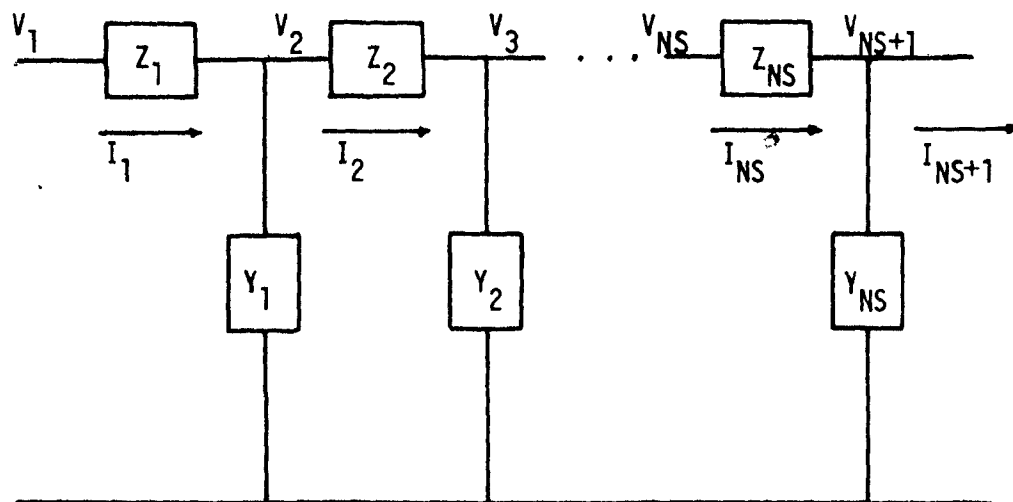 V1 Z1 V2 Z2 V3 . . . . VNS ZNS VNS+1
I1 I2 INS INS+1
Y1 Y2 YNS